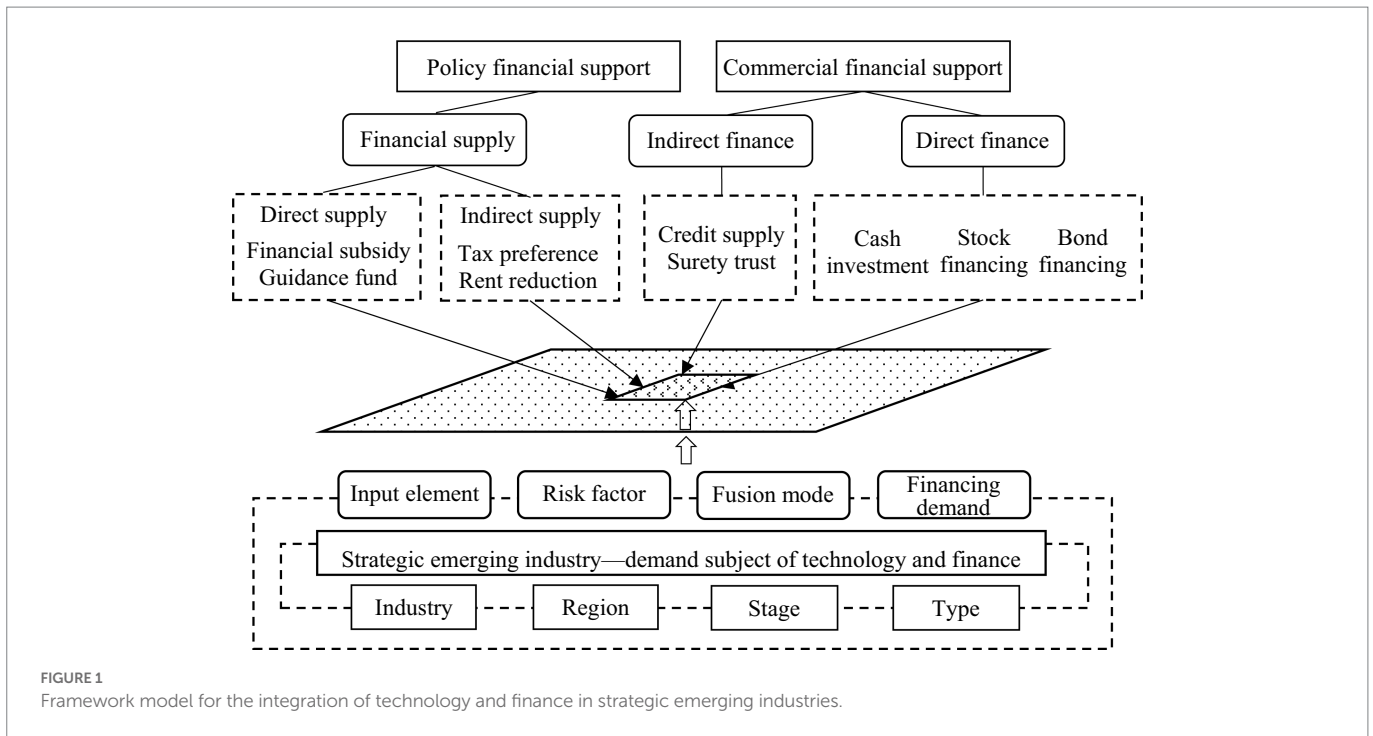 Policy financial support
Commercial financial support
Financial supply
Indirect finance
Direct finance
Direct supply
Financial subsidy
Guidance fund
Indirect supply
Tax preference
Rent reduction
Credit supply
Surety trust
Cash
investment
Stock
financing
Bond
financing
Input element
Risk factor
Fusion mode
Financing
demand
Strategic emerging industry—demand subject of technology and finance
Industry
Region
Stage
Type
FIGURE 1
Framework model for the integration of technology and finance in strategic emerging industries.